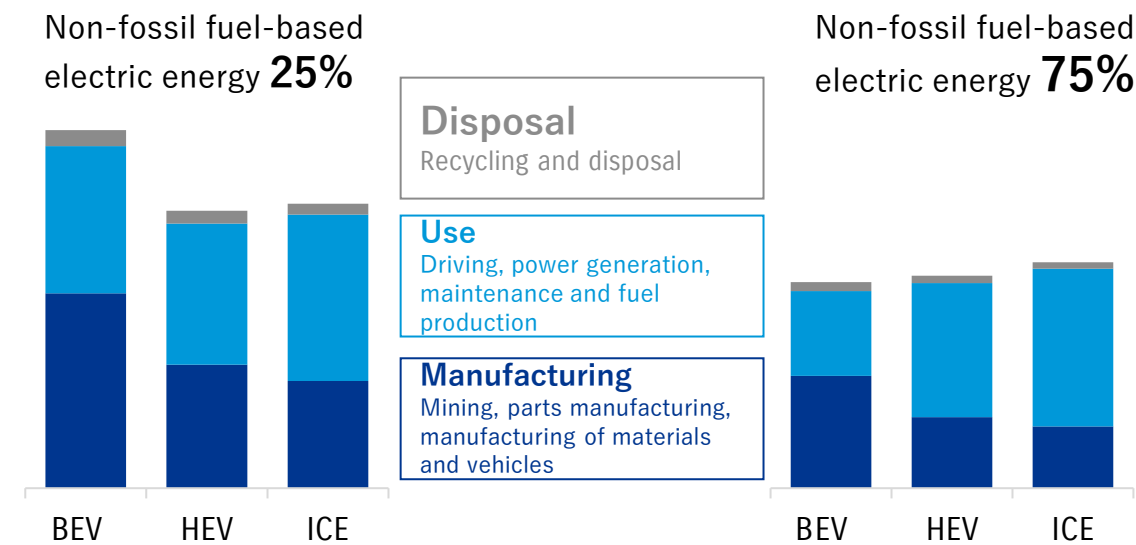 Non-fossil fuel-based
electric energy 25%
Non-fossil fuel-based
electric energy 75%
Disposal
Recycling and disposal
Use
Driving, power generation,
maintenance and fuel
production
Manufacturing
Mining, parts manufacturing,
manufacturing of materials
and vehicles
BEV HEV ICE
BEV HEV ICE